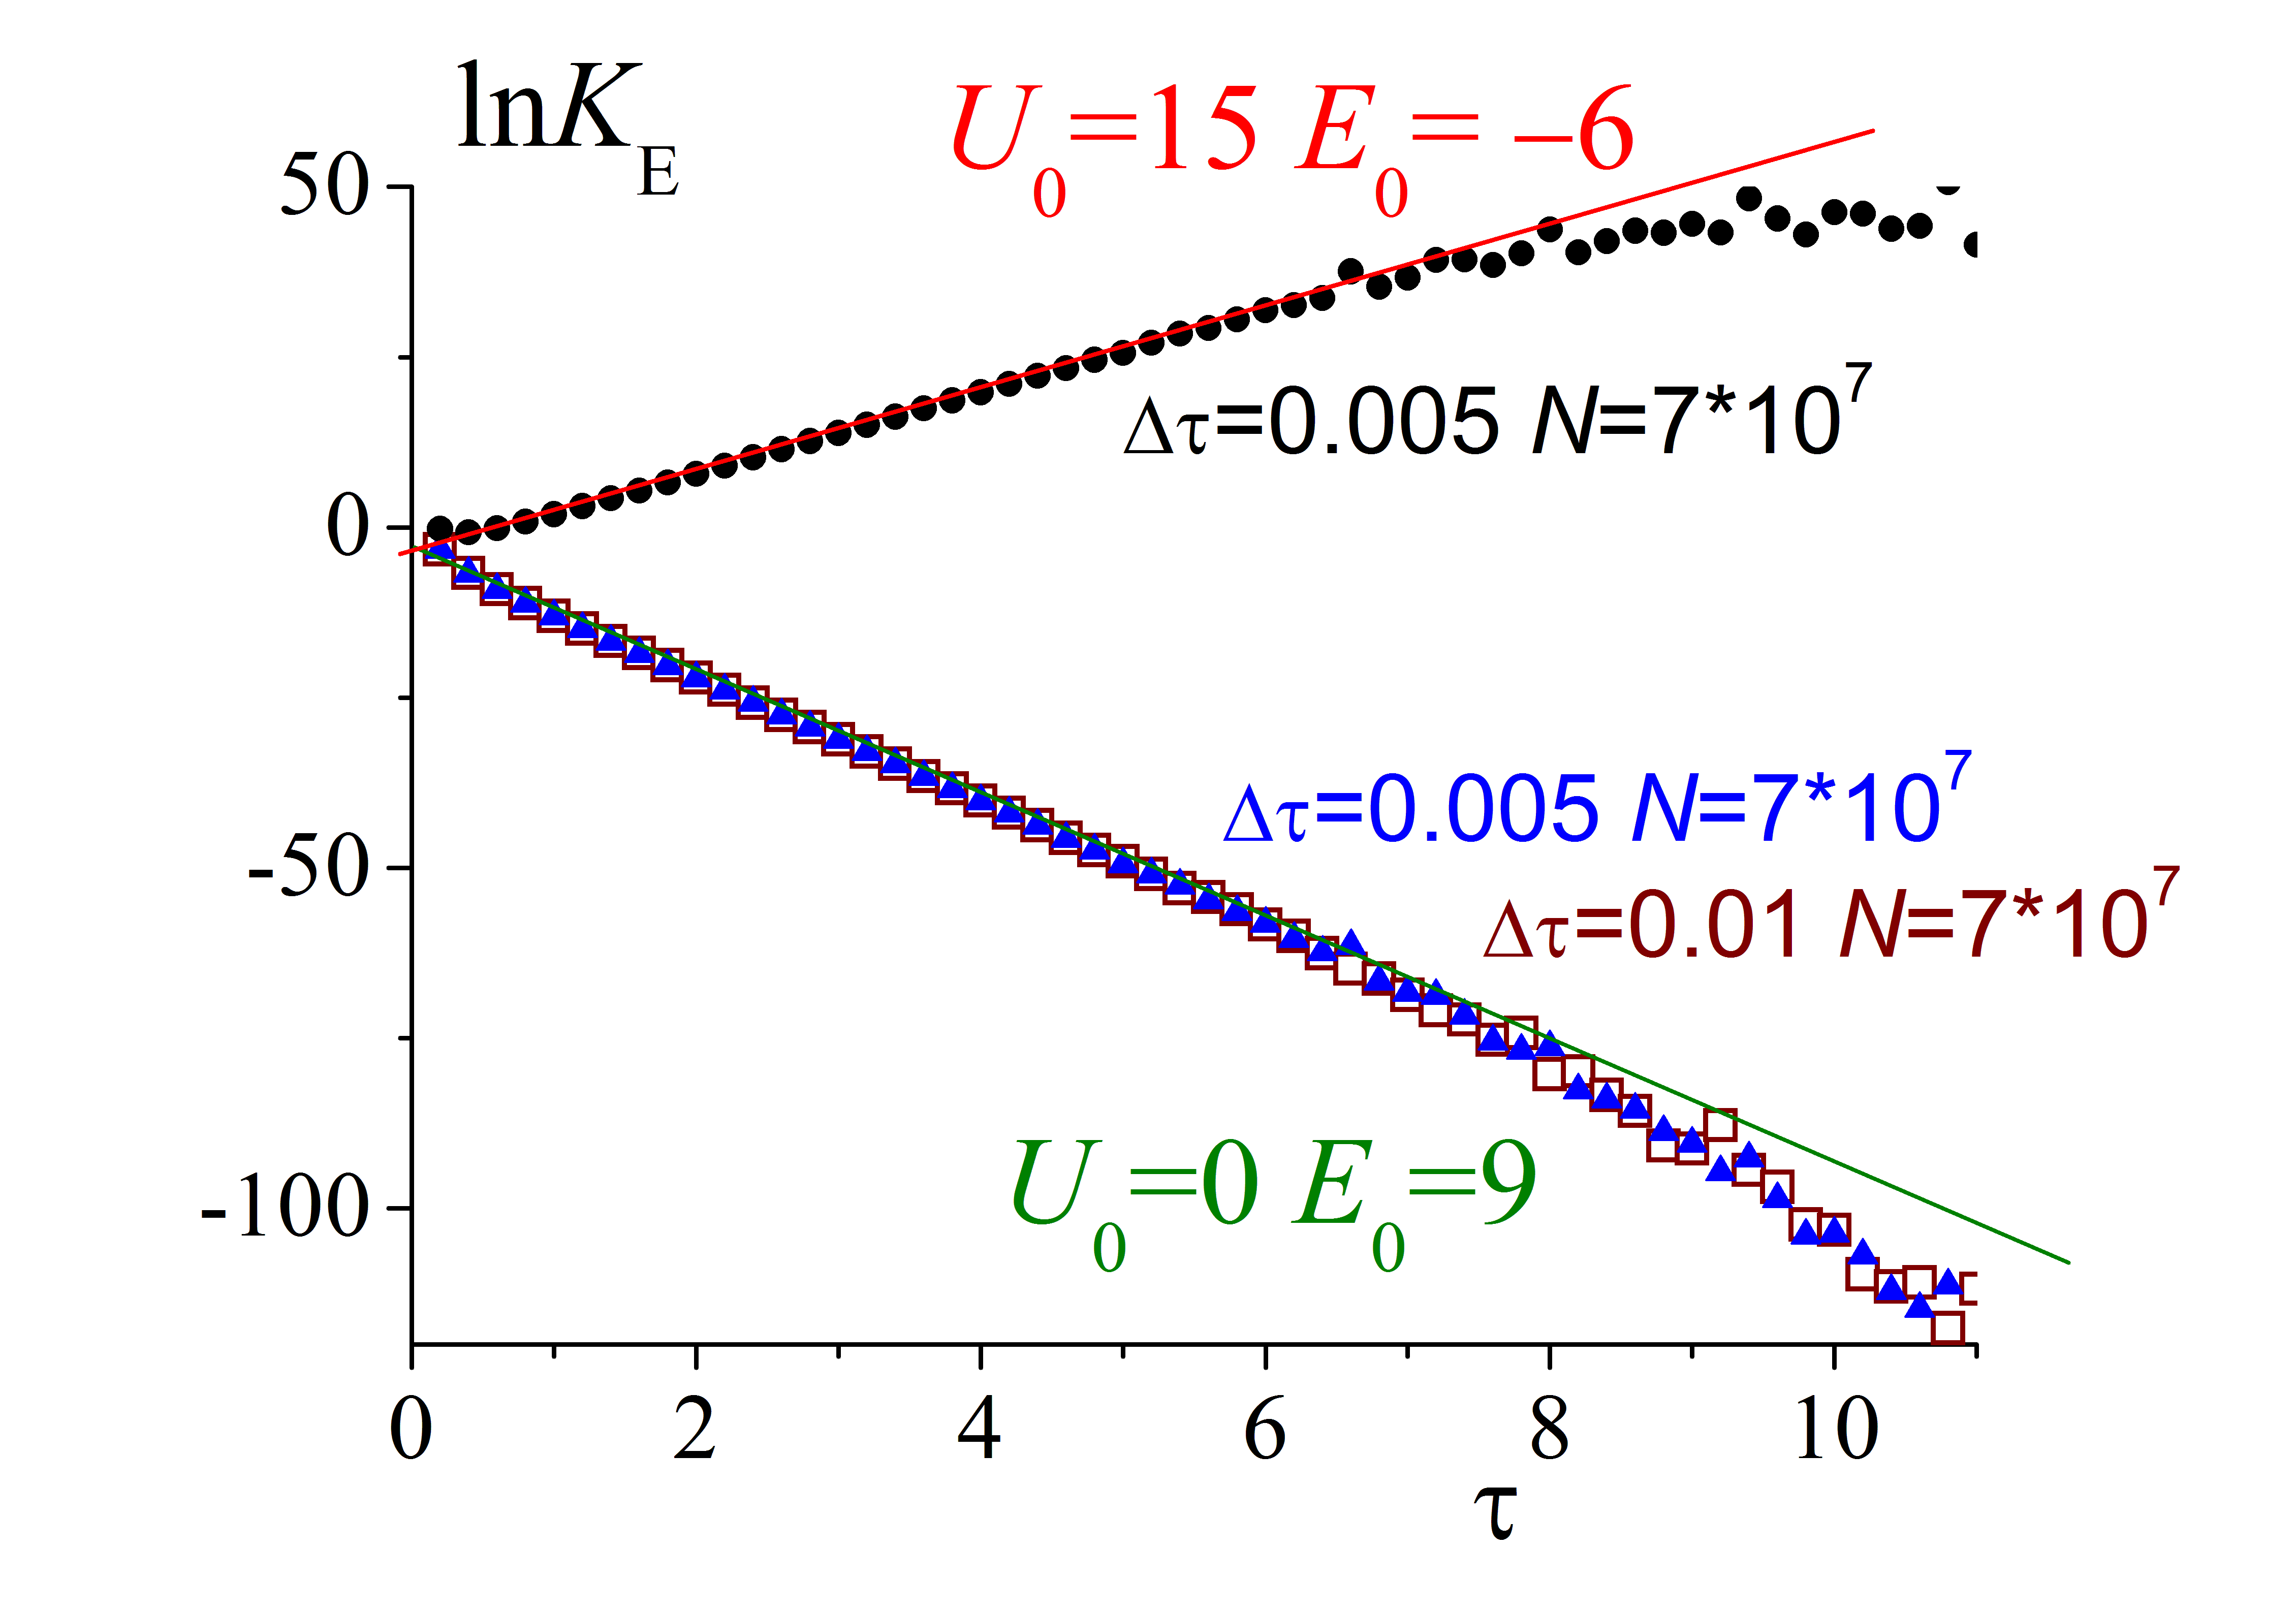 lnK_E
U_0=15 E_0= –6
50
0
Δτ=0.005 N=7*10^7
Δτ=0.005 N=7*10^7
-50
Δτ=0.01 N=7*10^7
U_0=0 E_0=9
-100
0 2 4 6 8 10
τ